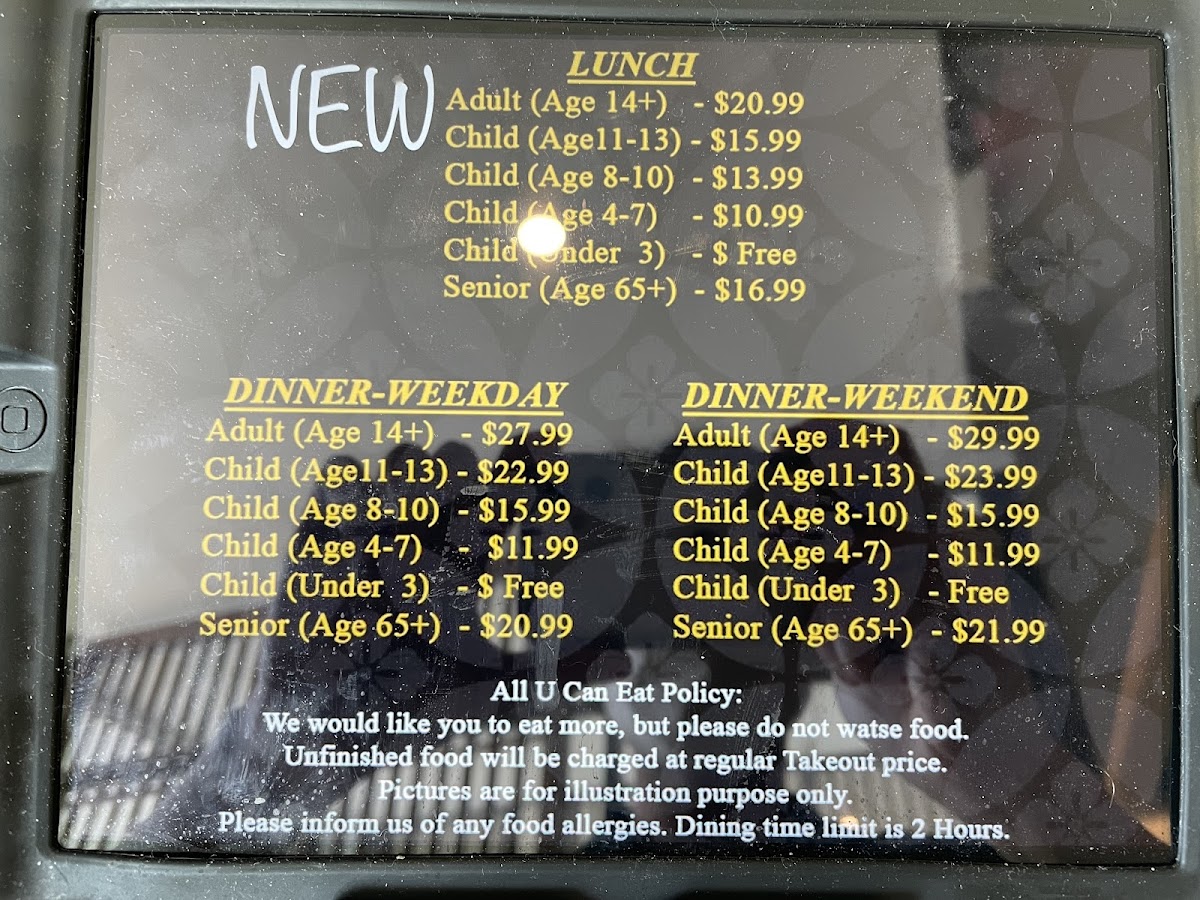 NEW
LUNCH
Adult (Age 14+) - $20.99
Child (Age11-13) - $15.99
Child (Age 8-10) - $13.99
Child (Age 4-7) - $10.99
Child (Under 3) - $ Free
Senior (Age 65+) - $16.99
DINNER-WEEKDAY
Adult (Age 14+) - $27.99
Child (Age11-13) - $22.99
Child (Age 8-10) - $15.99
Child (Age 4-7) - $11.99
Child (Under 3) - $ Free
Senior (Age 65+) - $20.99
DINNER-WEEKEND
Adult (Age 14+) - $29.99
Child (Age11-13) - $23.99
Child (Age 8-10) - $15.99
Child (Age 4-7) - $11.99
Child (Under 3) - Free
Senior (Age 65+) - $21.99
All U Can Eat Policy:
We would like you to eat more, but please do not watse food.
Unfinished food will be charged at regular Takeout price.
Pictures are for illustration purpose only.
Please inform us of any food allergies. Dining time limit is 2 Hours.